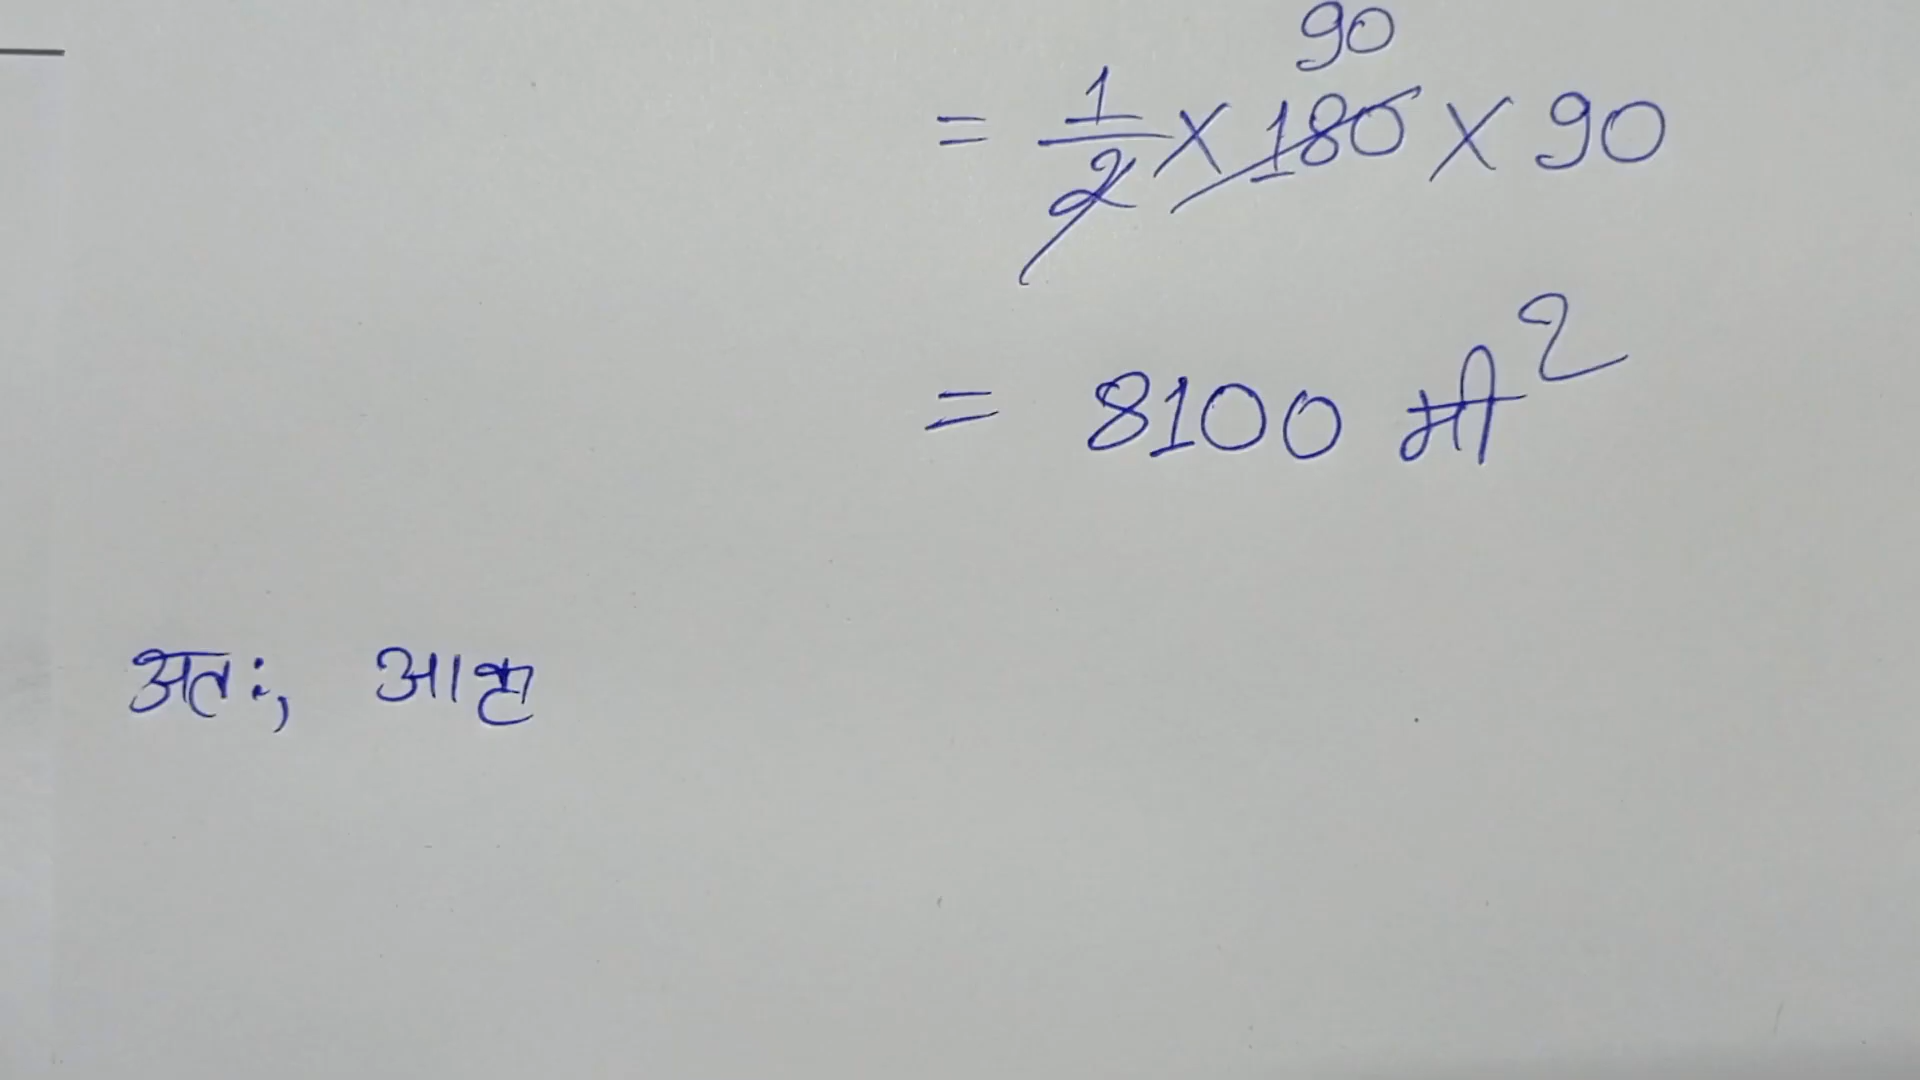 90
= 1/2 × 180 × 90
= 8100 मी²
अतः, आकृ